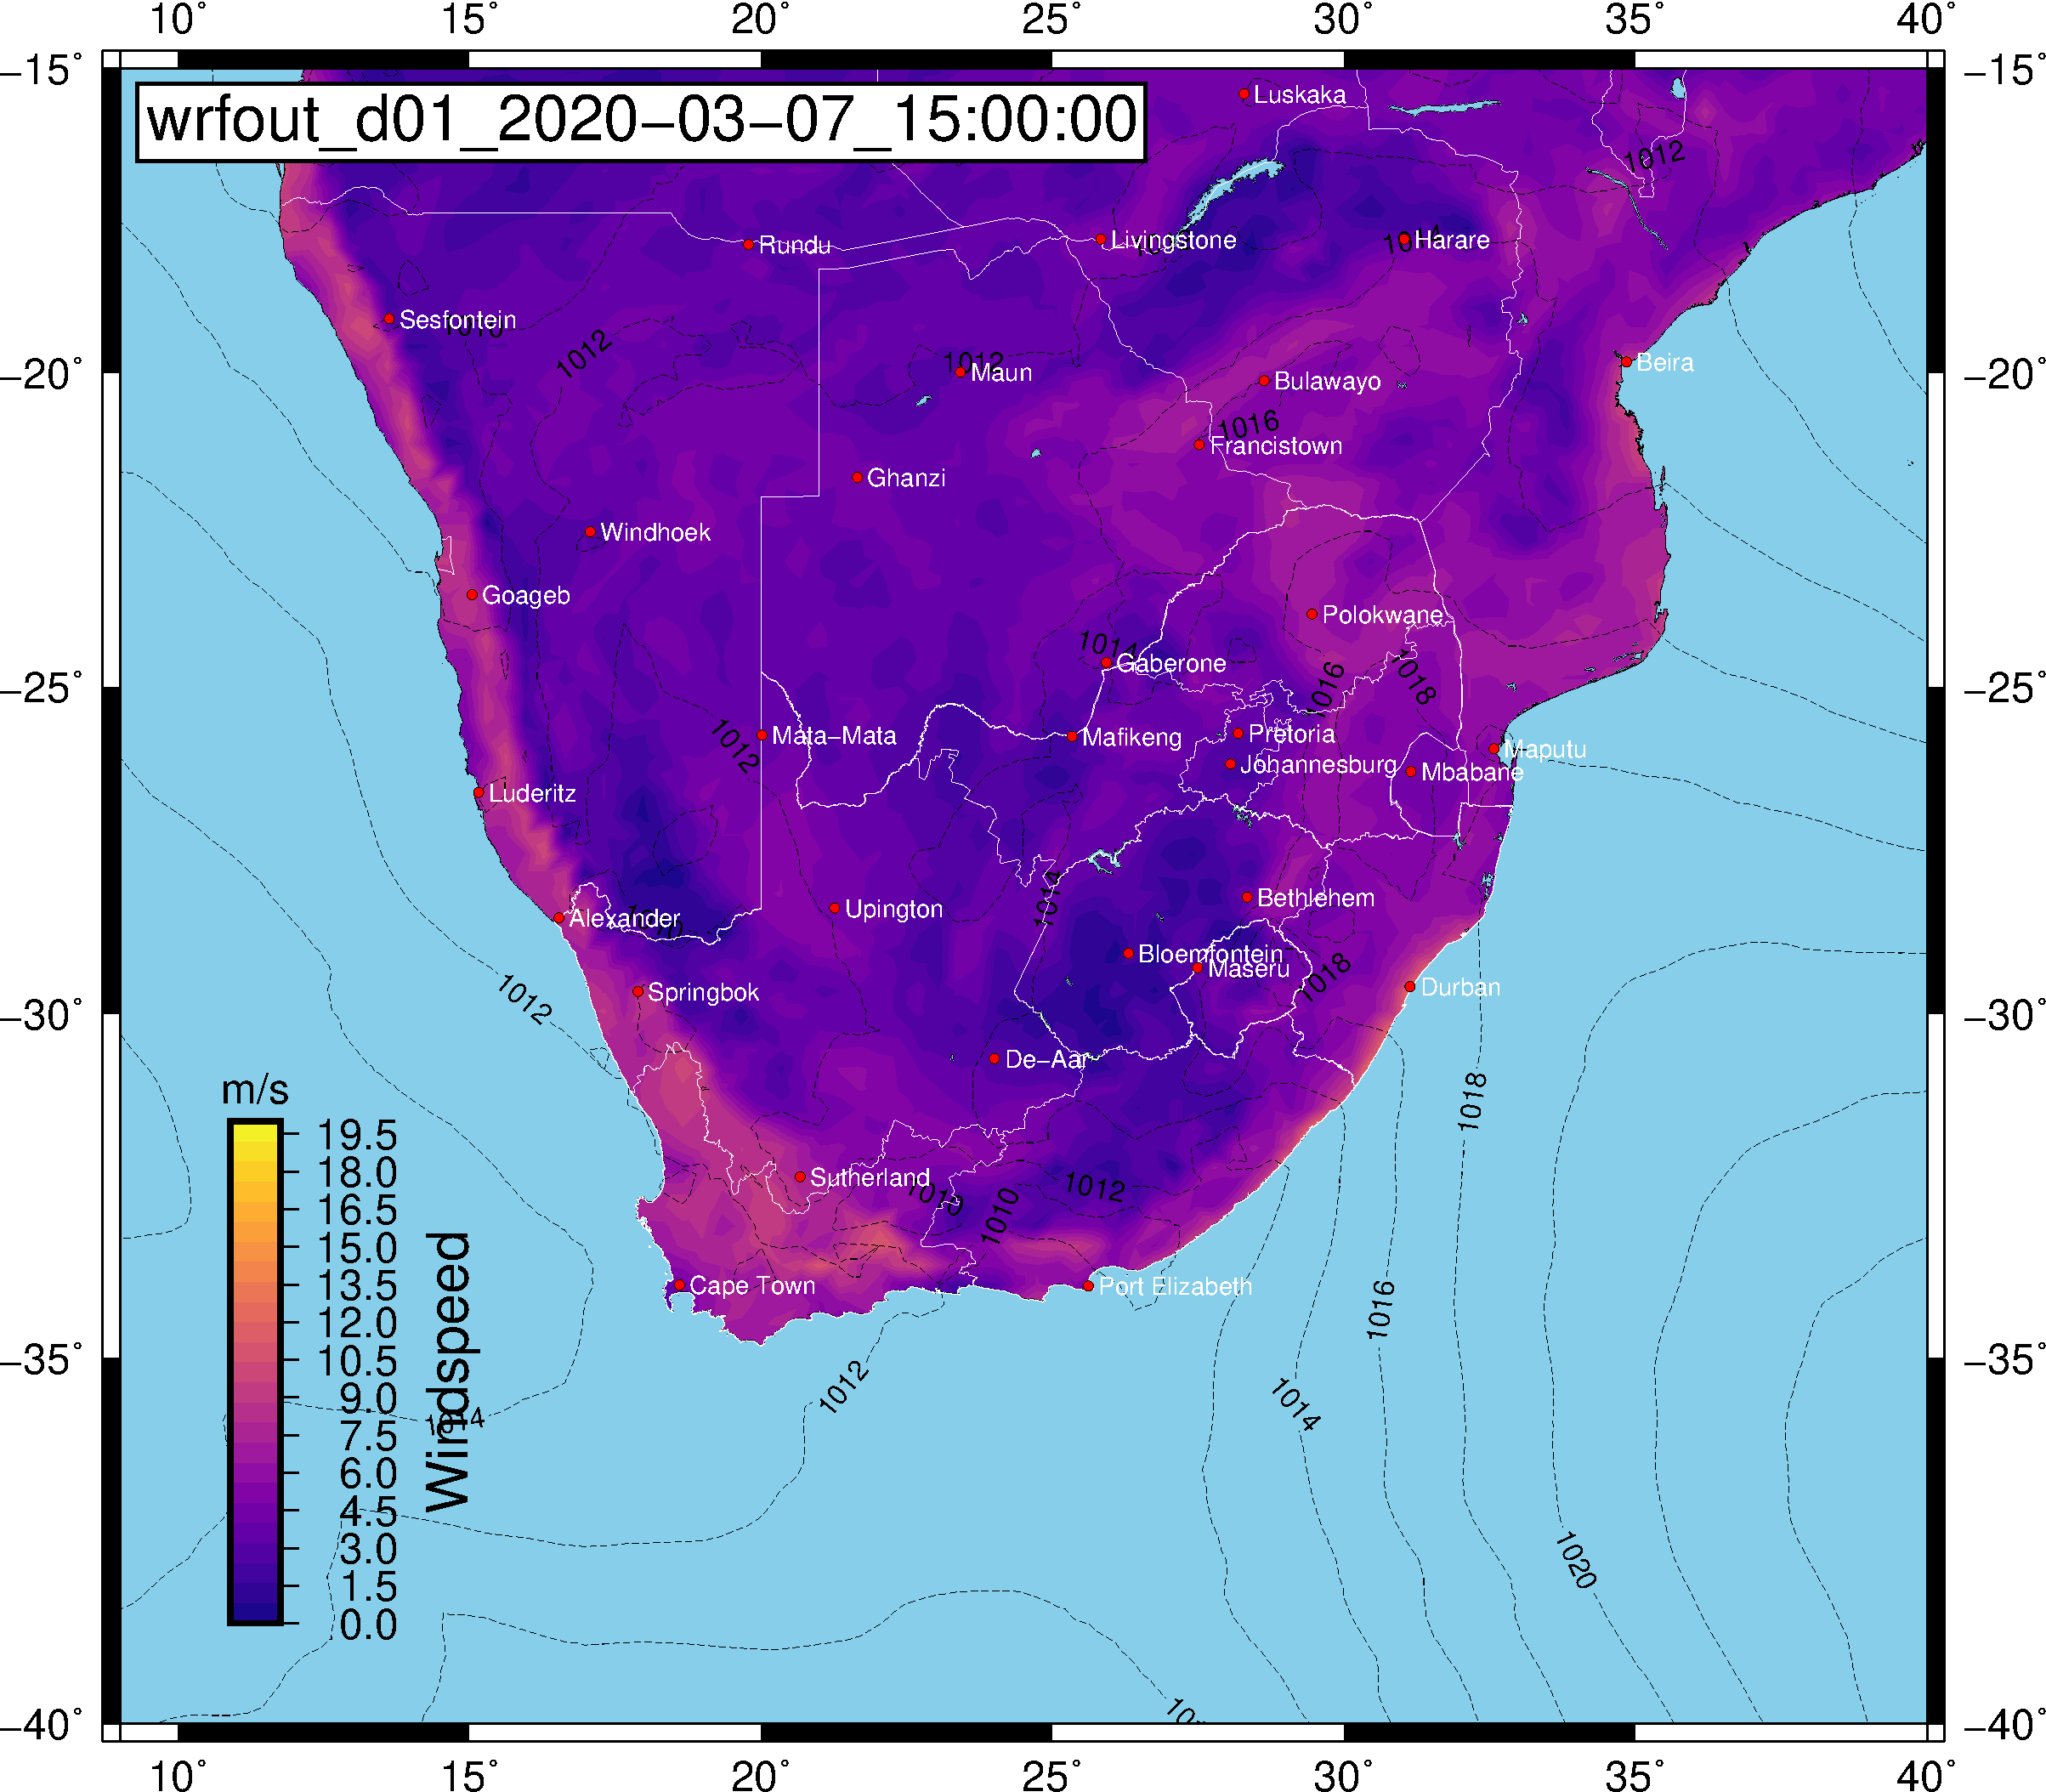 10° 15° 20° 25° 30° 35° 40°
−15° −15°
wrfout_d01_2020−03−07_15:00:00
Luskaka
1012
Rundu
Livingstone
1014
Harare
Sesfontein
1010
1012
1012
Maun
Beira
Bulawayo
1016
Francistown
−20° −20°
Ghanzi
Windhoek
Goageb
Polokwane
1014
Gaberone
1016
1018
−25° −25°
1012
Mata−Mata
Mafikeng
Pretoria
Maputu
Johannesburg
Mbabane
Luderitz
1014
Bethlehem
Upington
Alexander
1010
Bloemfontein
Maseru
1018
Durban
Springbok
1012
−30° −30°
De−Aar
1018
Sutherland
1010
1012
1010
Cape Town
Port Elizabeth
1016
−35° −35°
1012
1014
1014
1020
m/s
19.5
18.0
16.5
15.0
13.5
12.0
10.5
9.0
7.5
6.0
4.5
3.0
1.5
0.0
Windspeed
−40° −40°
10° 15° 20° 25° 30° 35° 40°